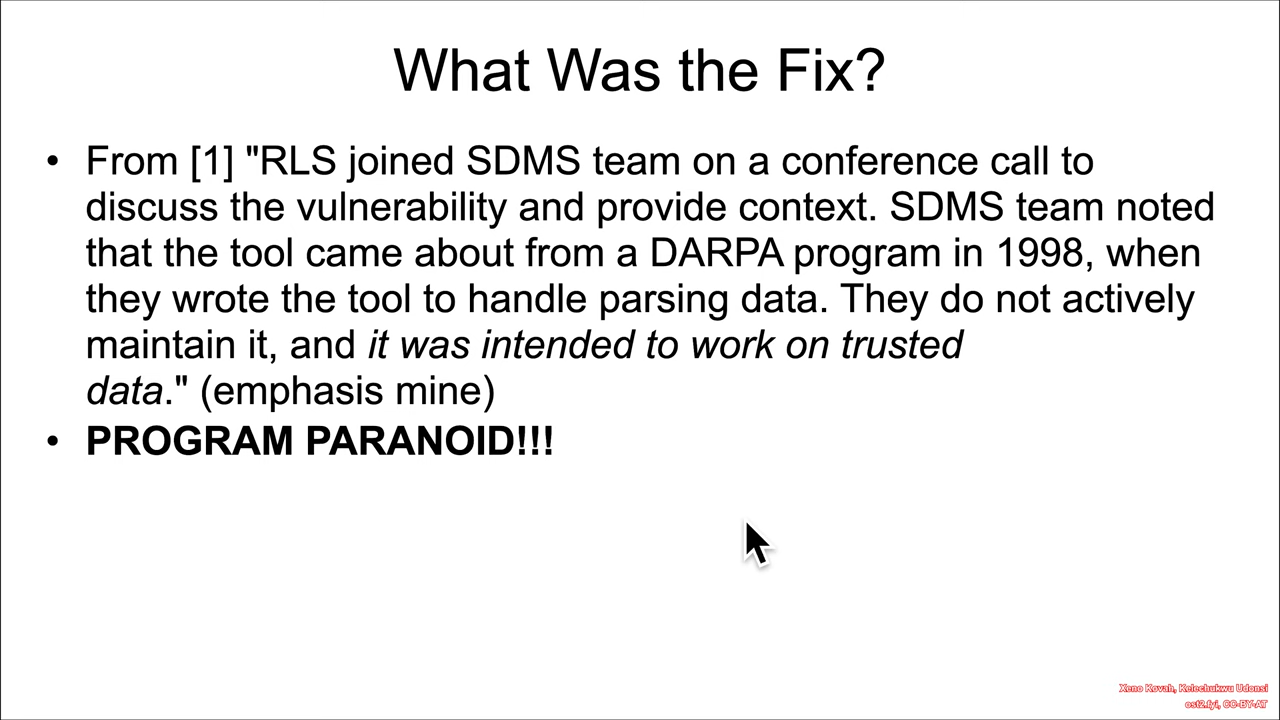 What Was the Fix?
• From [1] "RLS joined SDMS team on a conference call to
discuss the vulnerability and provide context. SDMS team noted
that the tool came about from a DARPA program in 1998, when
they wrote the tool to handle parsing data. They do not actively
maintain it, and it was intended to work on trusted
data." (emphasis mine)
• PROGRAM PARANOID!!!
Xeno Kovah, Kelechukwu Udonsi
ost2.fyi, CC-BY-AT